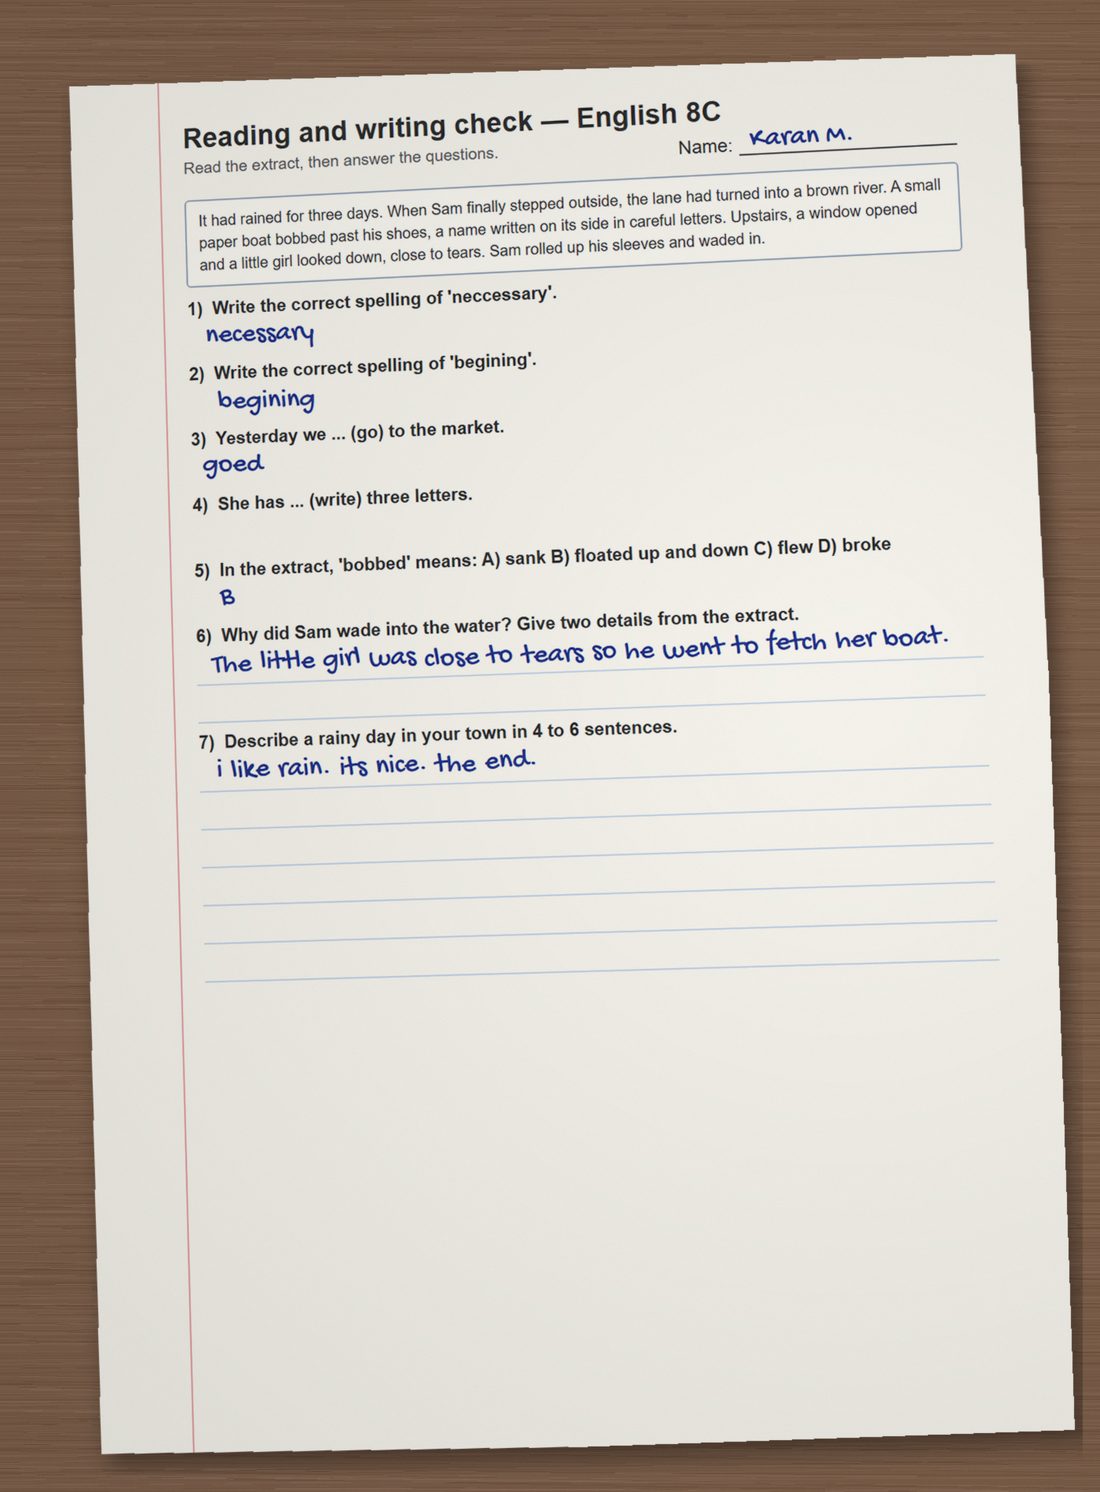 Reading and writing check — English 8C
Read the extract, then answer the questions.
Name: Karan M.
It had rained for three days. When Sam finally stepped outside, the lane had turned into a brown river. A small
paper boat bobbed past his shoes, a name written on its side in careful letters. Upstairs, a window opened
and a little girl looked down, close to tears. Sam rolled up his sleeves and waded in.
1) Write the correct spelling of 'neccessary'.
necessary
2) Write the correct spelling of 'begining'.
begining
3) Yesterday we ... (go) to the market.
goed
4) She has ... (write) three letters.
5) In the extract, 'bobbed' means: A) sank B) floated up and down C) flew D) broke
B
6) Why did Sam wade into the water? Give two details from the extract.
The little girl was close to tears so he went to fetch her boat.
7) Describe a rainy day in your town in 4 to 6 sentences.
i like rain. its nice. the end.